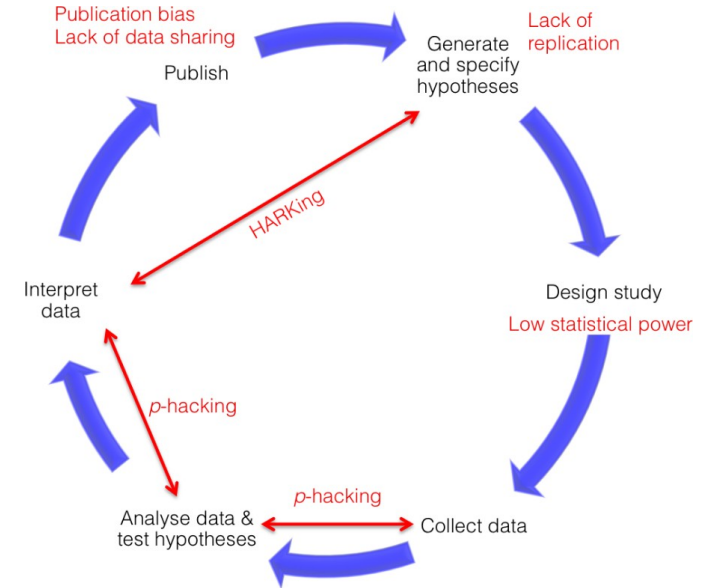 Publication bias
Lack of data sharing
Publish
Generate
and specify
hypotheses
Lack of
replication
HARKing
Interpret
data
Design study
Low statistical power
p-hacking
p-hacking
Analyse data &
test hypotheses
Collect data